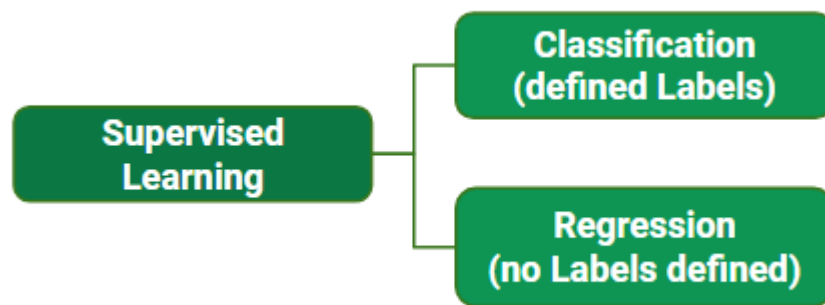 Supervised
Learning
Classification
(defined Labels)
Regression
(no Labels defined)